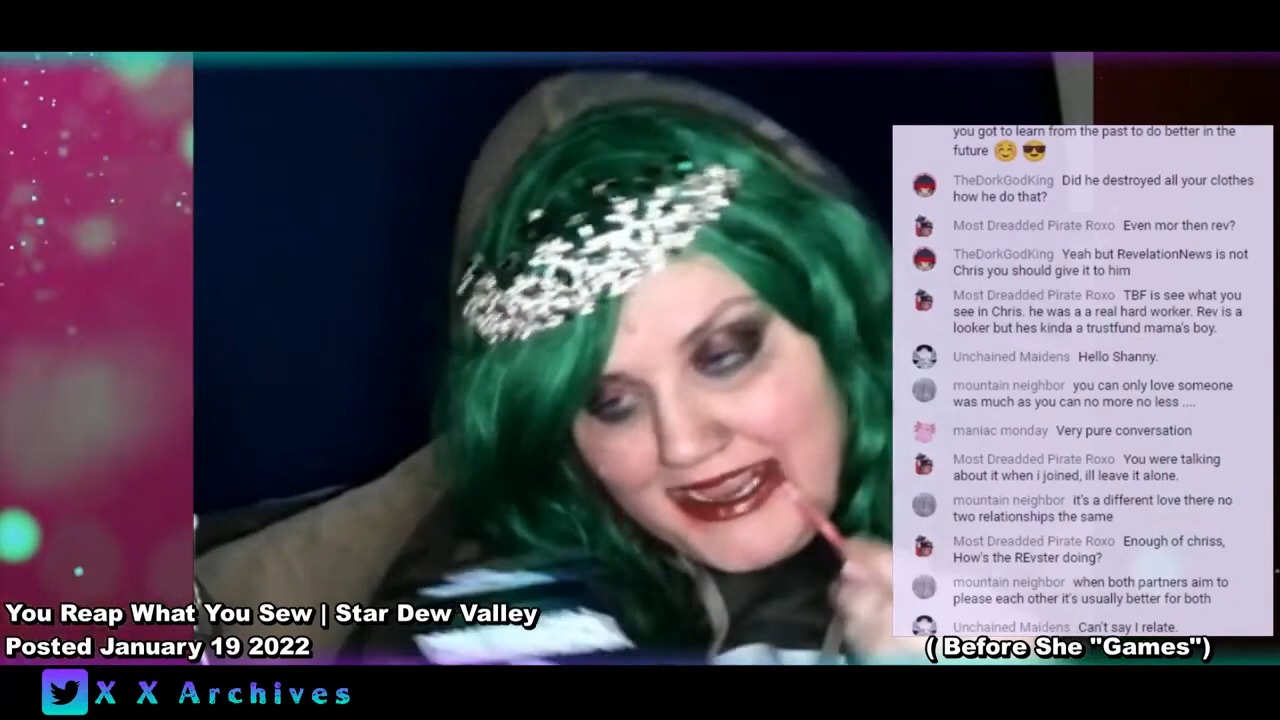 you got to learn from the past to do better in the
future
TheDorkGodKing Did he destroyed all your clothes
how he do that?
Most Dreadded Pirate Roxo Even mor then rev?
TheDorkGodKing Yeah but RevelationNews is not
Chris you should give it to him
Most Dreadded Pirate Roxo TBF is see what you
see in Chris. he was a a real hard worker. Rev is a
looker but hes kinda a trustfund mama's boy.
Unchained Maidens Hello Shanny.
mountain neighbor you can only love someone
was much as you can no more no less ....
maniac monday Very pure conversation
Most Dreadded Pirate Roxo You were talking
about it when i joined, ill leave it alone.
mountain neighbor it's a different love there no
two relationships the same
Most Dreadded Pirate Roxo Enough of chriss,
How's the REvster doing?
mountain neighbor when both partners aim to
please each other it's usually better for both
Unchained Maidens Can't say I relate.
You Reap What You Sew | Star Dew Valley
Posted January 19 2022
( Before She "Games")
X X Archives